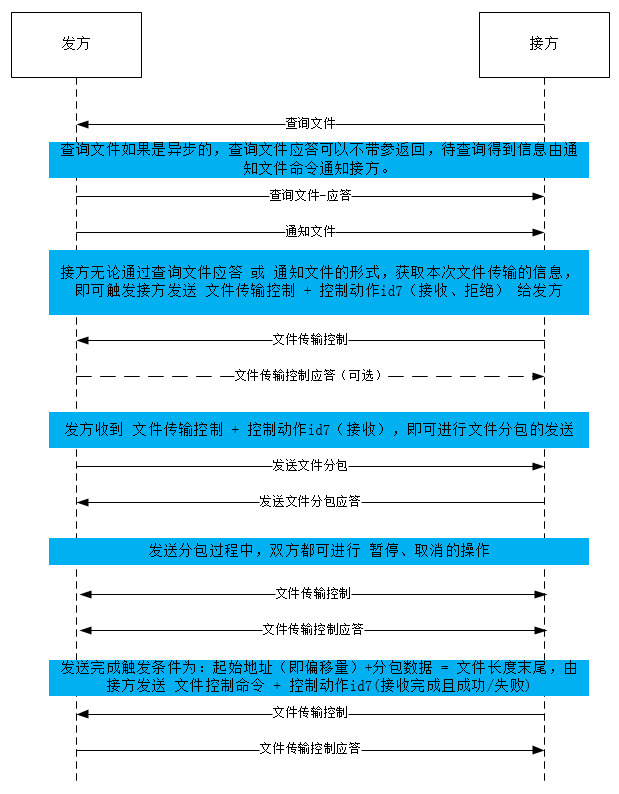 发方
接方
查询文件
查询文件如果是异步的，查询文件应答可以不带参返回，待查询得到信息由通
知文件命令通知接方。
查询文件-应答
通知文件
接方无论通过查询文件应答 或 通知文件的形式，获取本次文件传输的信息，
即可触发接方发送 文件传输控制 + 控制动作id7（接收、拒绝） 给发方
文件传输控制
文件传输控制应答（可选）
发方收到 文件传输控制 + 控制动作id7（接收），即可进行文件分包的发送
发送文件分包
发送文件分包应答
发送分包过程中，双方都可进行 暂停、取消的操作
文件传输控制
文件传输控制应答
发送完成触发条件为：起始地址（即偏移量）+分包数据 = 文件长度末尾，由
接方发送 文件控制命令 + 控制动作id7(接收完成且成功/失败)
文件传输控制
文件传输控制应答